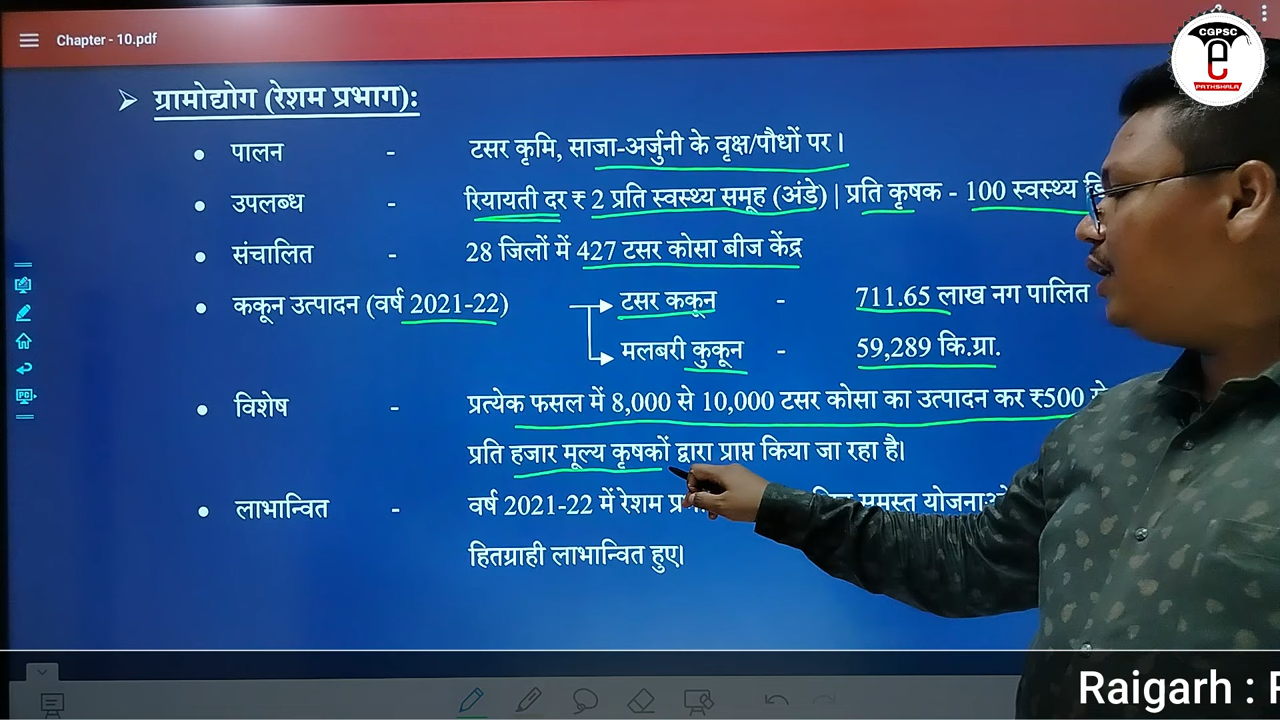 Chapter - 10.pdf
CGPSC
e
PATHSHALA
➢ ग्रामोद्योग (रेशम प्रभाग):
• पालन - टसर कृमि, साजा-अर्जुनी के वृक्ष/पौधों पर।
• उपलब्ध - रियायती दर ₹ 2 प्रति स्वस्थ्य समूह (अंडे) | प्रति कृषक - 100 स्वस्थ्य
• संचालित - 28 जिलों में 427 टसर कोसा बीज केंद्र
• ककून उत्पादन (वर्ष 2021-22) टसर ककून - 711.65 लाख नग पालित
मलबरी कुकून - 59,289 कि.ग्रा.
• विशेष - प्रत्येक फसल में 8,000 से 10,000 टसर कोसा का उत्पादन कर ₹500
प्रति हजार मूल्य कृषकों द्वारा प्राप्त किया जा रहा है।
• लाभान्वित - वर्ष 2021-22 में रेशम समस्त
हितग्राही लाभान्वित हुए।
Raigarh :